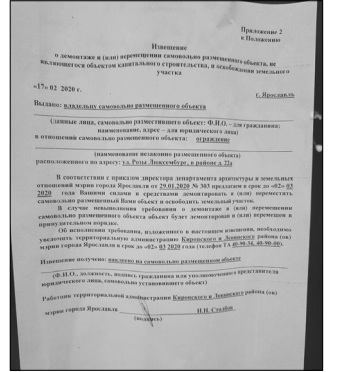 Приложение 2
к Положению
Извещение
о демонтаже и (или) перемещении самовольно размещенного объекта, не
являющегося объектом капитального строительства, и освобождении земельного
участка
«17» 02 2020 г.
г. Ярославль
Выдано: владельцу самовольно размещенного объекта
(данные лица, самовольно разместившего объект: Ф.И.О. – для гражданина;
наименование, адрес – для юридического лица)
в отношении самовольно размещенного объекта: ограждение
(наименование незаконно размещенного объекта)
расположенного по адресу: ул. Розы Люксембург, в районе д. 22а
В соответствии с приказом директора департамента архитектуры и земельных
отношений мэрии города Ярославля от 29.01.2020 № 303 предлагаем в срок до «02» 03
2020 года Вашими силами и средствами демонтировать и (или) переместить
самовольно размещенный Вами объект и освободить земельный участок.
В случае невыполнения требования о демонтаже и (или) перемещении
самовольно размещенного объекта объект будет демонтирован и (или) перемещен в
принудительном порядке.
Об исполнении требования, изложенного в настоящем извещении, необходимо
уведомить территориальную администрацию Кировского и Ленинского района (ов)
мэрии города Ярославля в срок до «02» 03 2020 года (телефон ТА 40-90-34, 40-90-00).
Извещение получено: наклеено на самовольно размещенном объекте
(Ф.И.О., должность, подпись гражданина или уполномоченного представителя
юридического лица, самовольно установившего объект)
Работник территориальной администрации Кировского и Ленинского района (ов)
мэрии города Ярославля
И.Н.
(подпись)